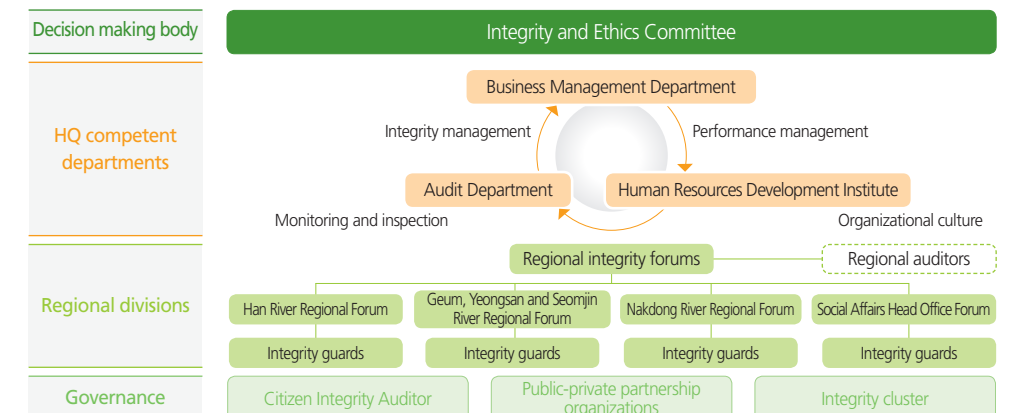 Decision making body
Integrity and Ethics Committee
HQ competent
departments
Business Management Department
Integrity management
Performance management
Audit Department
Human Resources Development Institute
Monitoring and inspection
Organizational culture
Regional divisions
Regional integrity forums
Regional auditors
Han River Regional Forum
Geum, Yeongsan and Seomjin
River Regional Forum
Nakdong River Regional Forum
Social Affairs Head Office Forum
Integrity guards
Integrity guards
Integrity guards
Integrity guards
Governance
Citizen Integrity Auditor
Public-private partnership
organizations
Integrity cluster